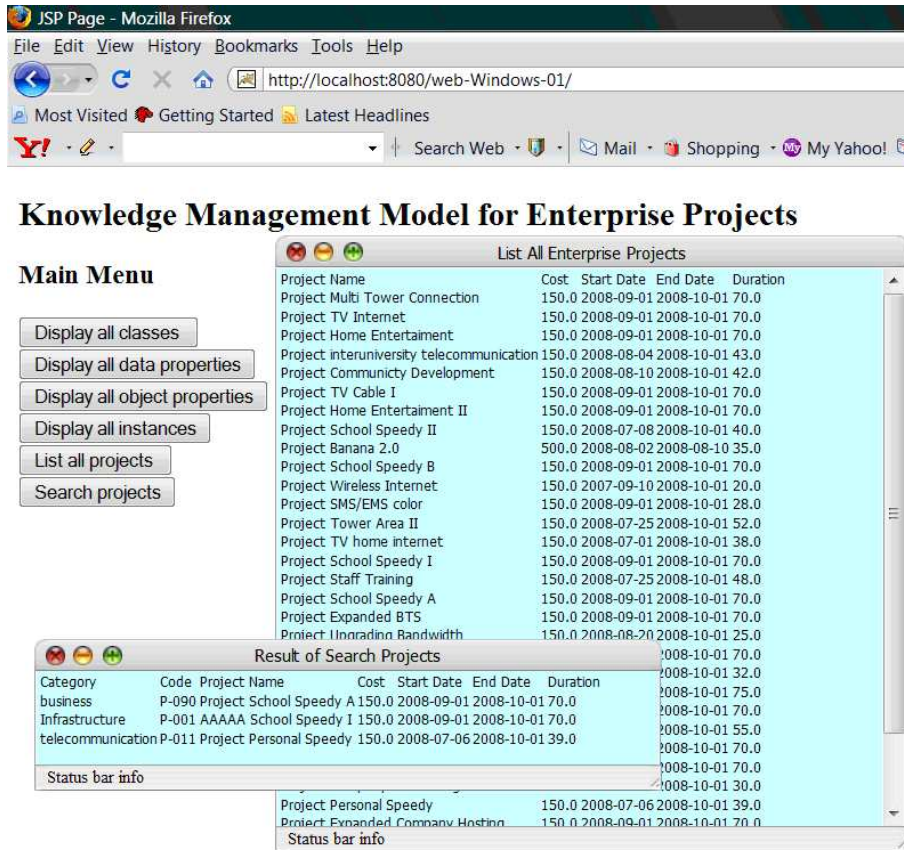 JSP Page - Mozilla Firefox
File Edit View History Bookmarks Tools Help
http://localhost:8080/web-Windows-01/
Most Visited Getting Started Latest Headlines
Y! Search Web Mail Shopping My My Yahoo!
Knowledge Management Model for Enterprise Projects
Main Menu
Display all classes
Display all data properties
Display all object properties
Display all instances
List all projects
Search projects
List All Enterprise Projects
Project Name Cost Start Date End Date Duration
Project Multi Tower Connection 150.0 2008-09-01 2008-10-01 70.0
Project TV Internet 150.0 2008-09-01 2008-10-01 70.0
Project Home Entertaiment 150.0 2008-09-01 2008-10-01 70.0
Project interuniversity telecommunication 150.0 2008-08-04 2008-10-01 43.0
Project Communicty Development 150.0 2008-08-10 2008-10-01 42.0
Project TV Cable I 150.0 2008-09-01 2008-10-01 70.0
Project Home Entertaiment II 150.0 2008-09-01 2008-10-01 70.0
Project School Speedy II 150.0 2008-07-08 2008-10-01 40.0
Project Banana 2.0 500.0 2008-08-02 2008-08-10 35.0
Project School Speedy B 150.0 2008-09-01 2008-10-01 70.0
Project Wireless Internet 150.0 2007-09-10 2008-10-01 20.0
Project SMS/EMS color 150.0 2008-09-01 2008-10-01 28.0
Project Tower Area II 150.0 2008-07-25 2008-10-01 52.0
Project TV home internet 150.0 2008-07-01 2008-10-01 38.0
Project School Speedy I 150.0 2008-09-01 2008-10-01 70.0
Project Staff Training 150.0 2008-07-25 2008-10-01 48.0
Project School Speedy A 150.0 2008-09-01 2008-10-01 70.0
Project Expanded BTS 150.0 2008-09-01 2008-10-01 70.0
Project Upgrading Bandwidth 150.0 2008-08-20 2008-10-01 25.0
2008-10-01 70.0
2008-10-01 32.0
2008-10-01 75.0
2008-10-01 70.0
2008-10-01 55.0
2008-10-01 70.0
2008-10-01 70.0
2008-10-01 30.0
Project Personal Speedy 150.0 2008-07-06 2008-10-01 39.0
Project Expanded Company Hosting 150.0 2008-09-01 2008-10-01 70.0
Status bar info
Result of Search Projects
Category Code Project Name Cost Start Date End Date Duration
business P-090 Project School Speedy A 150.0 2008-09-01 2008-10-01 70.0
Infrastructure P-001 AAAAA School Speedy I 150.0 2008-09-01 2008-10-01 70.0
telecommunication P-011 Project Personal Speedy 150.0 2008-07-06 2008-10-01 39.0
Status bar info